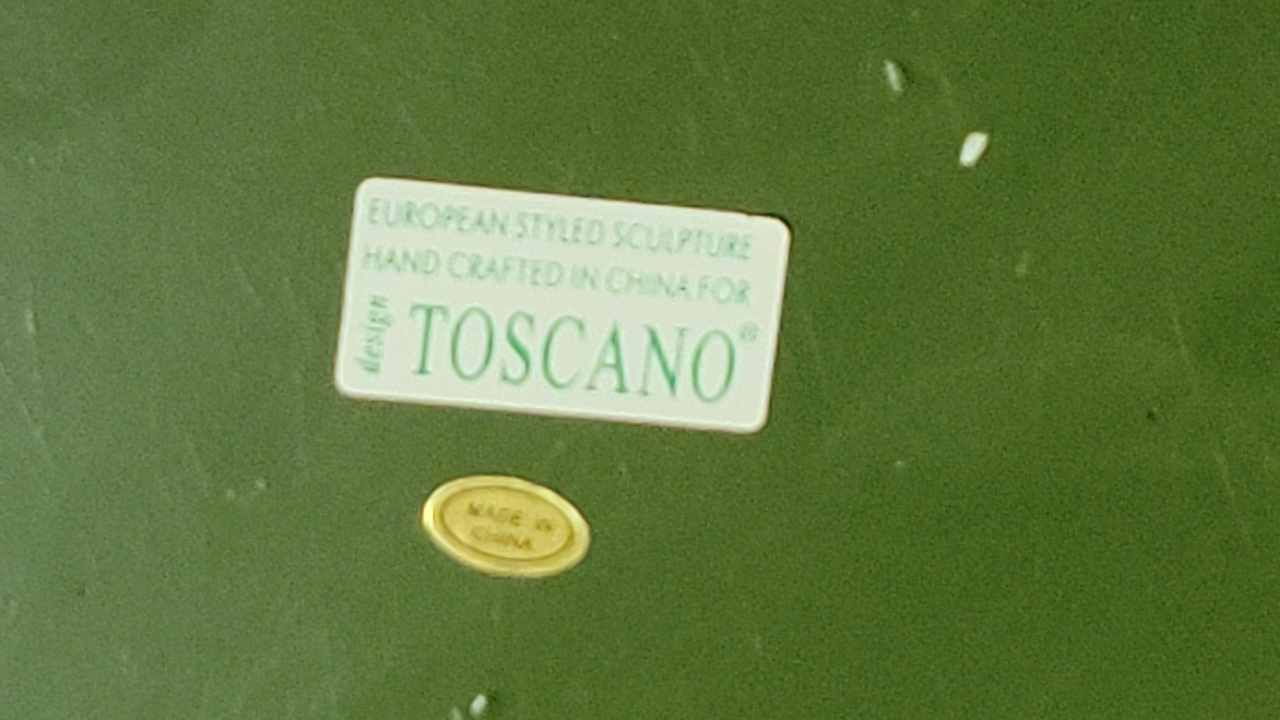 EUROPEAN STYLED SCULPTURE
HAND CRAFTED IN CHINA FOR
design TOSCANO®
MADE IN
CHINA